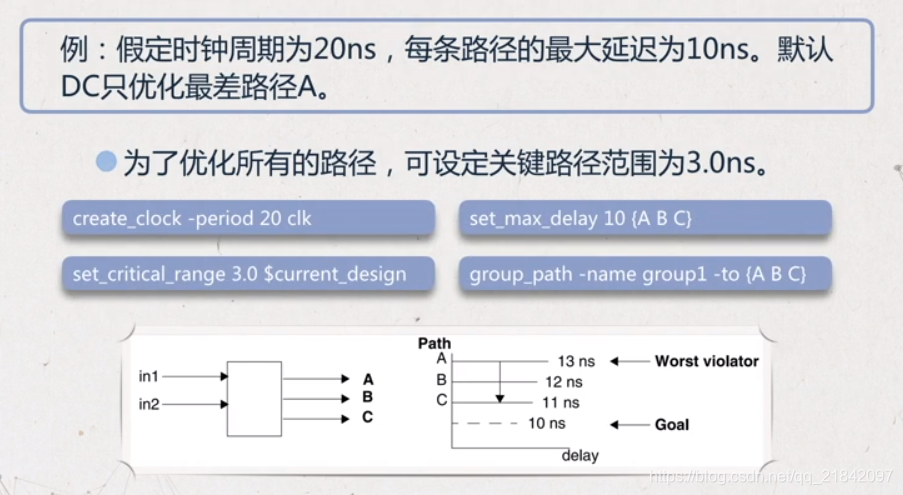 例：假定时钟周期为20ns，每条路径的最大延迟为10ns。默认
DC只优化最差路径A。
为了优化所有的路径，可设定关键路径范围为3.0ns。
create_clock -period 20 clk
set_max_delay 10 {A B C}
set_critical_range 3.0 $current_design
group_path -name group1 -to {A B C}
in1
in2
A
B
C
Path
A
13 ns
Worst violator
B
12 ns
C
11 ns
10 ns
Goal
delay
https://blog.csdn.net/qq_21842097